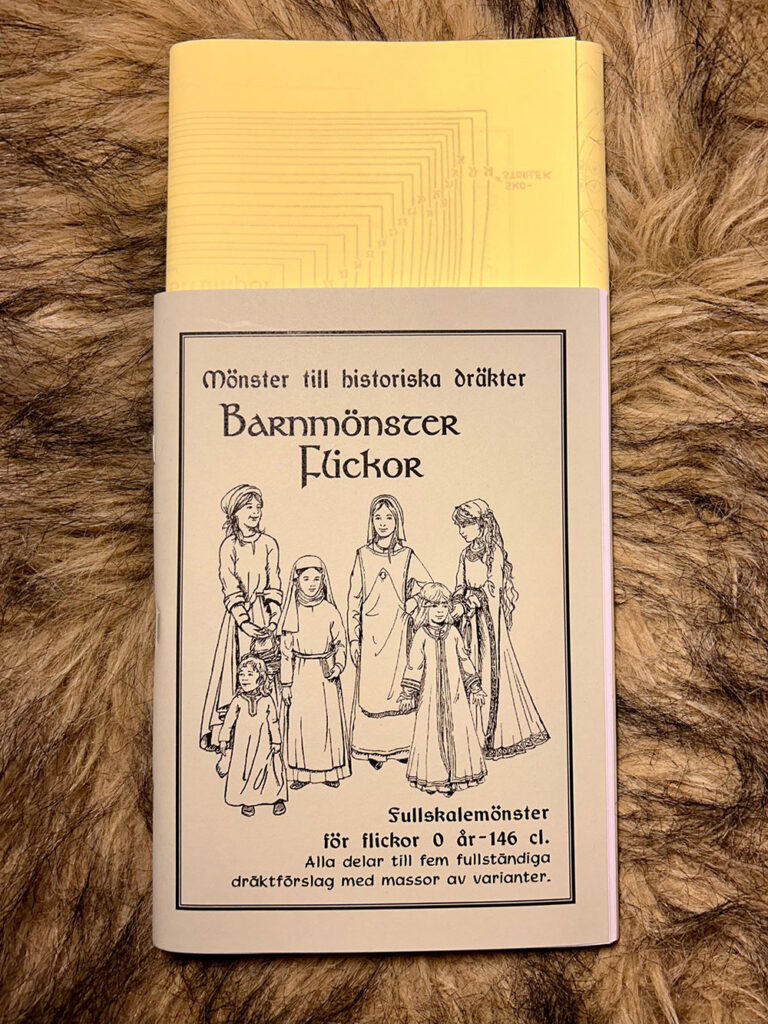 Mönster till historiska dräkter
Barnmönster
Flickor
Fullskalemönster
för flickor 0 år-146 cl.
Alla delar till fem fullständiga
dräktförslag med massor av varianter.